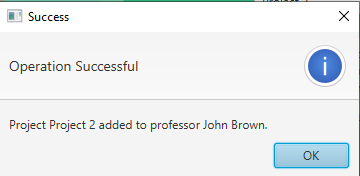 Success
Operation Successful
Project Project 2 added to professor John Brown.
OK